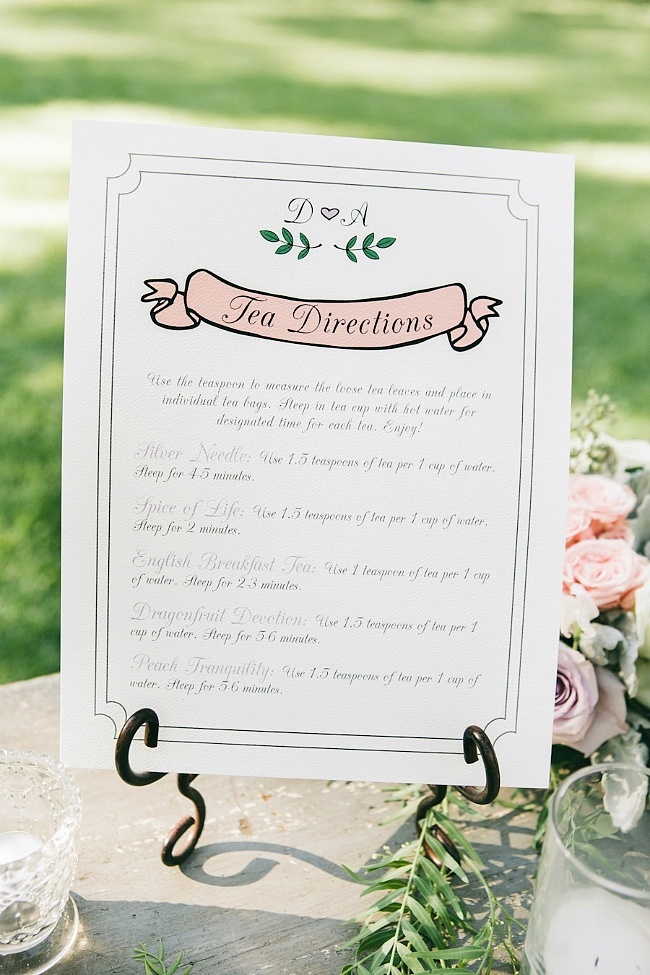 D♡A
Tea Directions
Use the teaspoon to measure the loose tea leaves and place in
individual tea bags. Steep in tea cup with hot water for
designated time for each tea. Enjoy!
Silver Needle: Use 1.5 teaspoons of tea per 1 cup of water.
Steep for 4-5 minutes.
Spice of Life: Use 1.5 teaspoons of tea per 1 cup of water.
Steep for 2 minutes.
English Breakfast Tea: Use 1 teaspoon of tea per 1 cup
of water. Steep for 2-3 minutes.
Dragonfruit Devotion: Use 1.5 teaspoons of tea per 1
cup of water. Steep for 5-6 minutes.
Peach Tranquility: Use 1.5 teaspoons of tea per 1 cup of
water. Steep for 5-6 minutes.